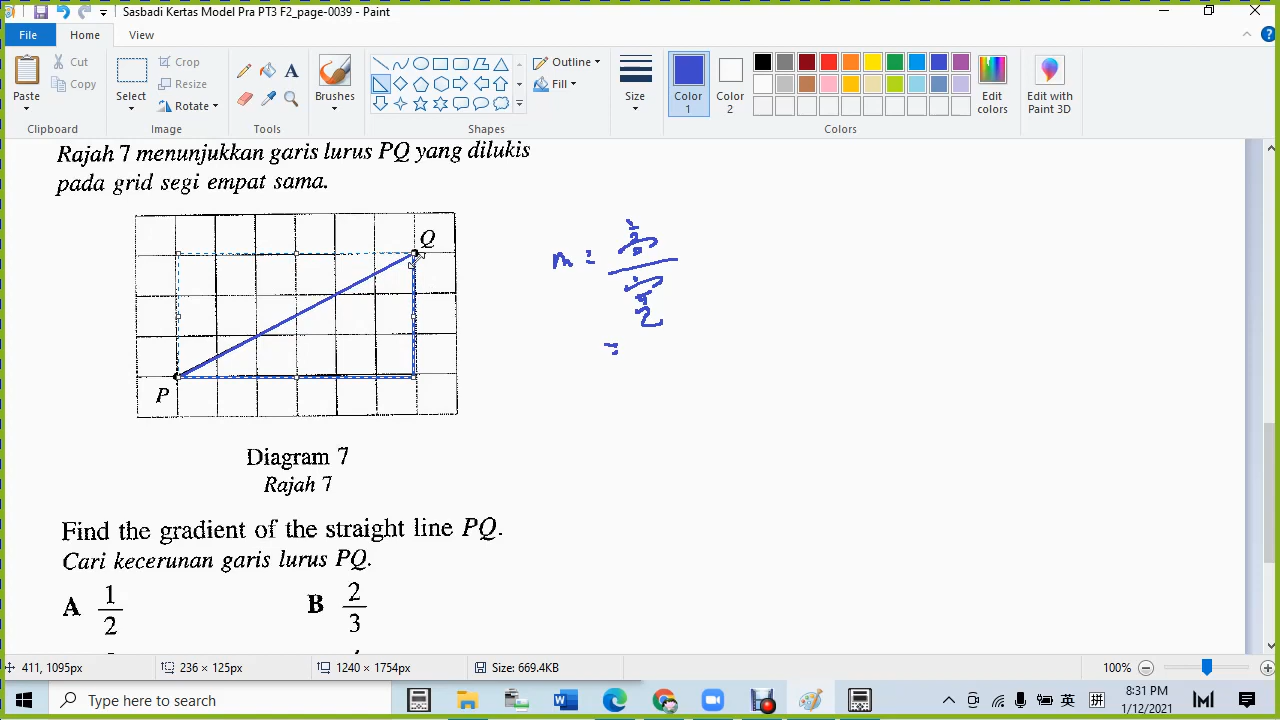 Sasbadi Kertas Model Pra PT3 F2_page-0039 - Paint
File Home View
Paste Cut Copy
Select Crop Resize Rotate
A
Brushes
Outline
Fill
Size
Color 1
Color 2
Edit colors
Edit with Paint 3D
Clipboard Image Tools Shapes Colors
Rajah 7 menunjukkan garis lurus PQ yang dilukis
pada grid segi empat sama.
Q
P
m =
=
Diagram 7
Rajah 7
Find the gradient of the straight line PQ.
Cari kecerunan garis lurus PQ.
A 1/2 B 2/3
411, 1095px 236 × 125px 1240 × 1754px Size: 669.4KB 100%
Type here to search
英
拼
:31 PM
1/12/2021